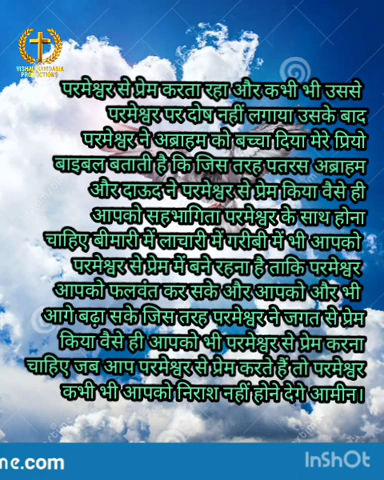 परमेश्वर से प्रेम करता रहा और कभी भी उससे
परमेश्वर पर दोष नहीं लगाया उसके बाद
परमेश्वर ने अब्राहम को बच्चा दिया मेरे प्रियो
बाइबल बताती है कि जिस तरह पतरस अब्राहम
और दाऊद ने परमेश्वर से प्रेम किया वैसे ही
आपको सहभागिता परमेश्वर के साथ होना
चाहिए बीमारी में लाचारी में गरीबी में भी आपको
परमेश्वर से प्रेम में बने रहना है ताकि परमेश्वर
आपको फलवंत कर सके और आपको और भी
आगे बढ़ा सके जिस तरह परमेश्वर ने जगत से प्रेम
किया वैसे ही आपको भी परमेश्वर से प्रेम करना
चाहिए जब आप परमेश्वर से प्रेम करते हैं तो परमेश्वर
कभी भी आपको निराश नहीं होने देगे आमीन।
me.com
InShOt